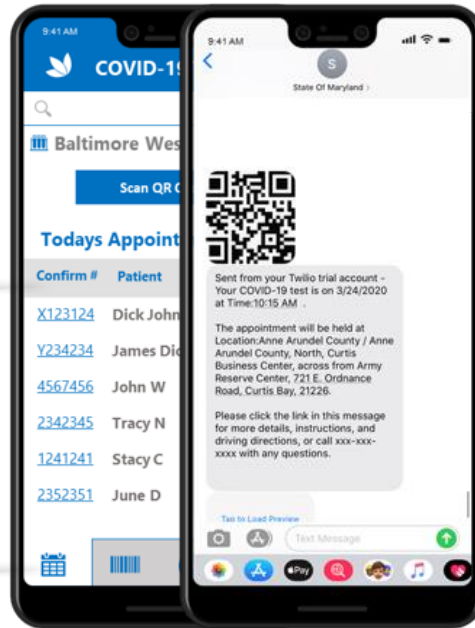 9:41 AM
COVID-1
Baltimore Wes
Scan QR C
Todays Appoint
Confirm # Patient
X123124 Dick John
Y234234 James Dic
4567456 John W
2342345 Tracy N
1241241 Stacy C
2352351 June D
9:41 AM
S
State Of Maryland
Sent from your Twilio trial account -
Your COVID-19 test is on 3/24/2020
at Time:10:15 AM .
The appointment will be held at
Location:Anne Arundel County / Anne
Arundel County, North, Curtis
Business Center, across from Army
Reserve Center, 721 E. Ordnance
Road, Curtis Bay, 21226.
Please click the link in this message
for more details, instructions, and
driving directions, or call xxx-xxx-
xxxx with any questions.
Tap to Load Preview
Text Message
Pay